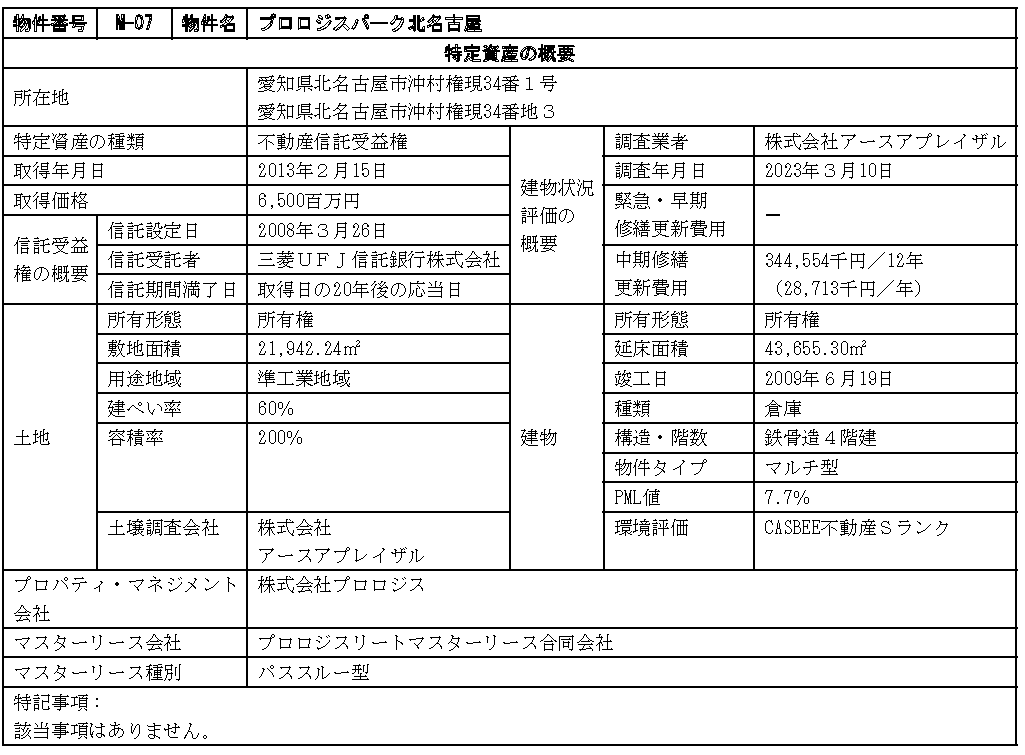 物件番号 M-07 物件名 プロロジスパーク北名古屋
特定資産の概要
所在地
愛知県北名古屋市沖村権現34番１号
愛知県北名古屋市沖村権現34番地３
特定資産の種類 不動産信託受益権
取得年月日 2013年２月15日
取得価格 6,500百万円
信託受益
権の概要
信託設定日 2008年３月26日
信託受託者 三菱ＵＦＪ信託銀行株式会社
信託期間満了日 取得日の20年後の応当日
建物状況
評価の
概要
調査業者 株式会社アースアプレイザル
調査年月日 2023年３月10日
緊急・早期
修繕更新費用
－
中期修繕
更新費用
344,554千円／12年
（28,713千円／年）
土地
所有形態 所有権
敷地面積 21,942.24㎡
用途地域 準工業地域
建ぺい率 60％
容積率 200％
土壌調査会社
株式会社
アースアプレイザル
建物
所有形態 所有権
延床面積 43,655.30㎡
竣工日 2009年６月19日
種類 倉庫
構造・階数 鉄骨造４階建
物件タイプ マルチ型
PML値 7.7％
環境評価 CASBEE不動産Ｓランク
プロパティ・マネジメント
会社
株式会社プロロジス
マスターリース会社 プロロジスリートマスターリース合同会社
マスターリース種別 パススルー型
特記事項：
該当事項はありません。